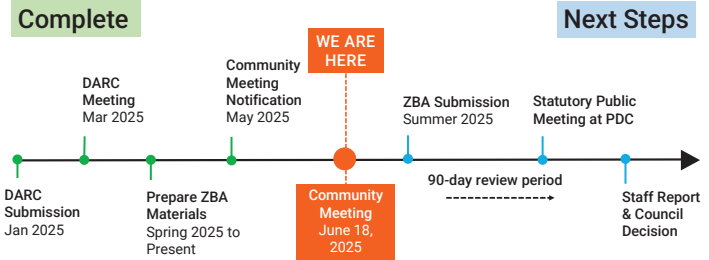 Complete
Next Steps
WE ARE
HERE
DARC
Meeting
Mar 2025
Community
Meeting
Notification
May 2025
ZBA Submission
Summer 2025
Statutory Public
Meeting at PDC
DARC
Submission
Jan 2025
Prepare ZBA
Materials
Spring 2025 to
Present
Community
Meeting
June 18,
2025
90-day review period
Staff Report
& Council
Decision